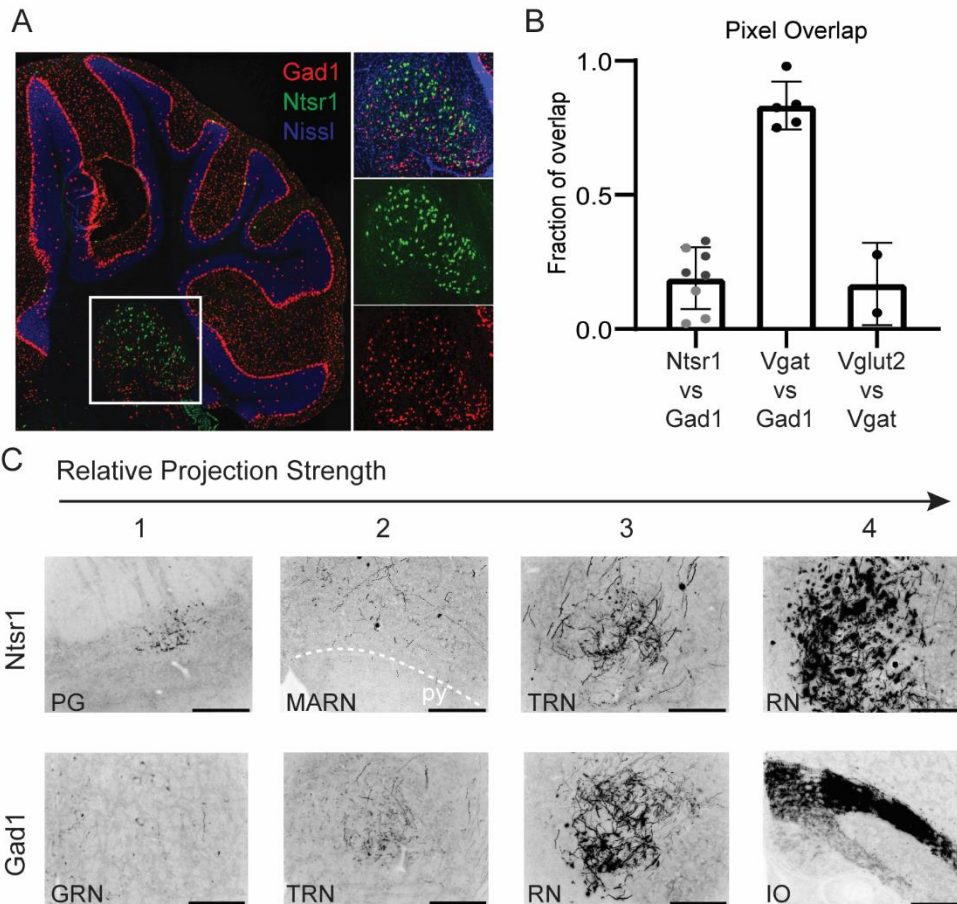 A
Gad1
Ntsr1
Nissl
B
Pixel Overlap
Fraction of overlap
1.0
0.5
0.0
Ntsr1
vs
Gad1
Vgat
vs
Gad1
Vglut2
vs
Vgat
C
Relative Projection Strength
1 2 3 4
Ntsr1
PG MARN py TRN RN
Gad1
GRN TRN RN IO